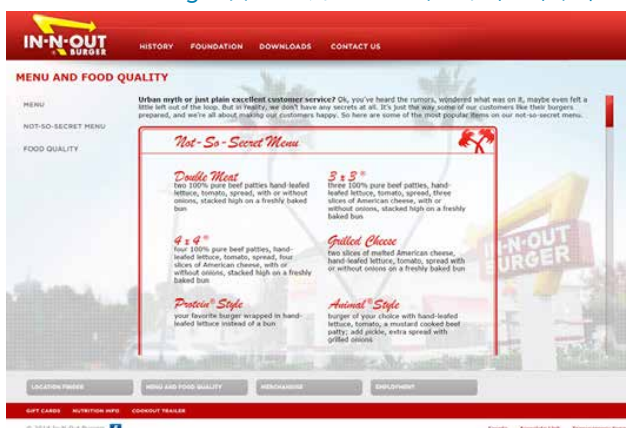 IN-N-OUT
BURGER
HISTORY FOUNDATION DOWNLOADS CONTACT US
MENU AND FOOD QUALITY
MENU
NOT-SO-SECRET MENU
FOOD QUALITY
Urban myth or just plain excellent customer service? Ok, you've heard the rumors, wondered what was on it, maybe even felt a
little left out of the loop. But in reality, we don't have any secrets at all. It's just the way some of our customers like their burgers
prepared, and we're all about making our customers happy. So here are some of the most popular items on our not-so-secret menu.
Not-So-Secret Menu
Double Meat
two 100% pure beef patties, hand-leafed
lettuce, tomato, spread, with or without
onions, stacked high on a freshly baked
bun
3 x 3®
three 100% pure beef patties, hand-
leafed lettuce, tomato, spread, three
slices of American cheese, with or
without onions, stacked high on a freshly
baked bun
4 x 4®
four 100% pure beef patties, hand-
leafed lettuce, tomato, spread, four
slices of American cheese, with or
without onions, stacked high on a freshly
baked bun
Grilled Cheese
two slices of melted American cheese,
hand-leafed lettuce, tomato, spread with
or without onions on a freshly baked bun
Protein® Style
your favorite burger wrapped in hand-
leafed lettuce instead of a bun
Animal® Style
burger of your choice with hand-leafed
lettuce, tomato, a mustard cooked beef
patty; add pickle, extra spread with
grilled onions
IN-N-OUT
URGER
LOCATION FINDER MENU AND FOOD QUALITY MERCHANDISE EMPLOYMENT
GIFT CARDS NUTRITION INFO COOKOUT TRAILER